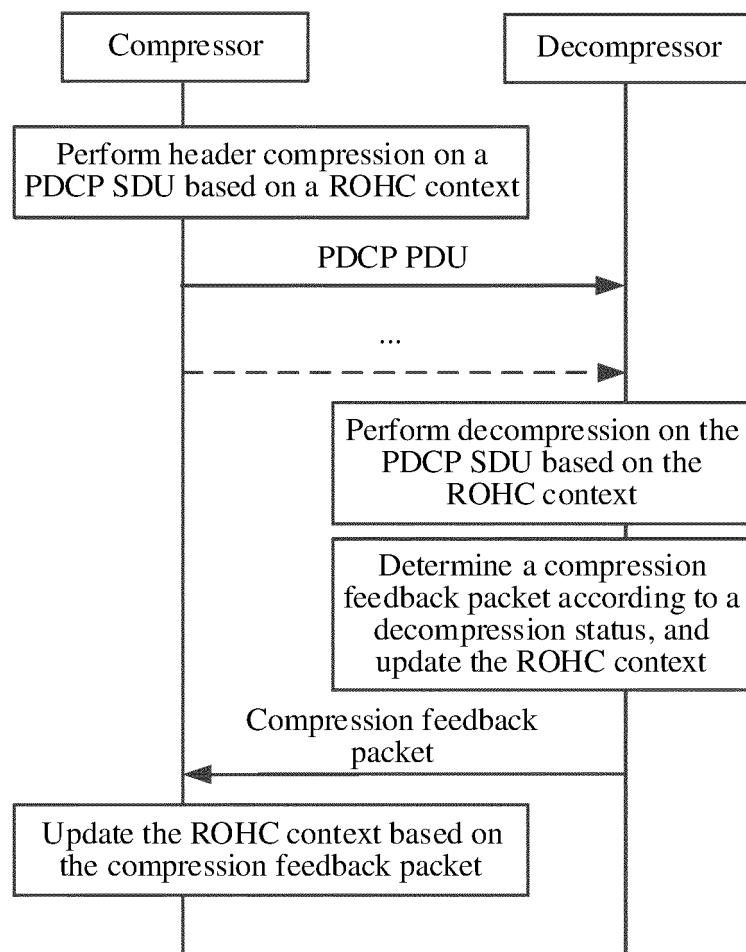 Compressor
Decompressor
Perform header compression on a
PDCP SDU based on a ROHC context
PDCP PDU
...
Perform decompression on the
PDCP SDU based on the
ROHC context
Determine a compression
feedback packet according to a
decompression status, and
update the ROHC context
Compression feedback
packet
Update the ROHC context based on
the compression feedback packet